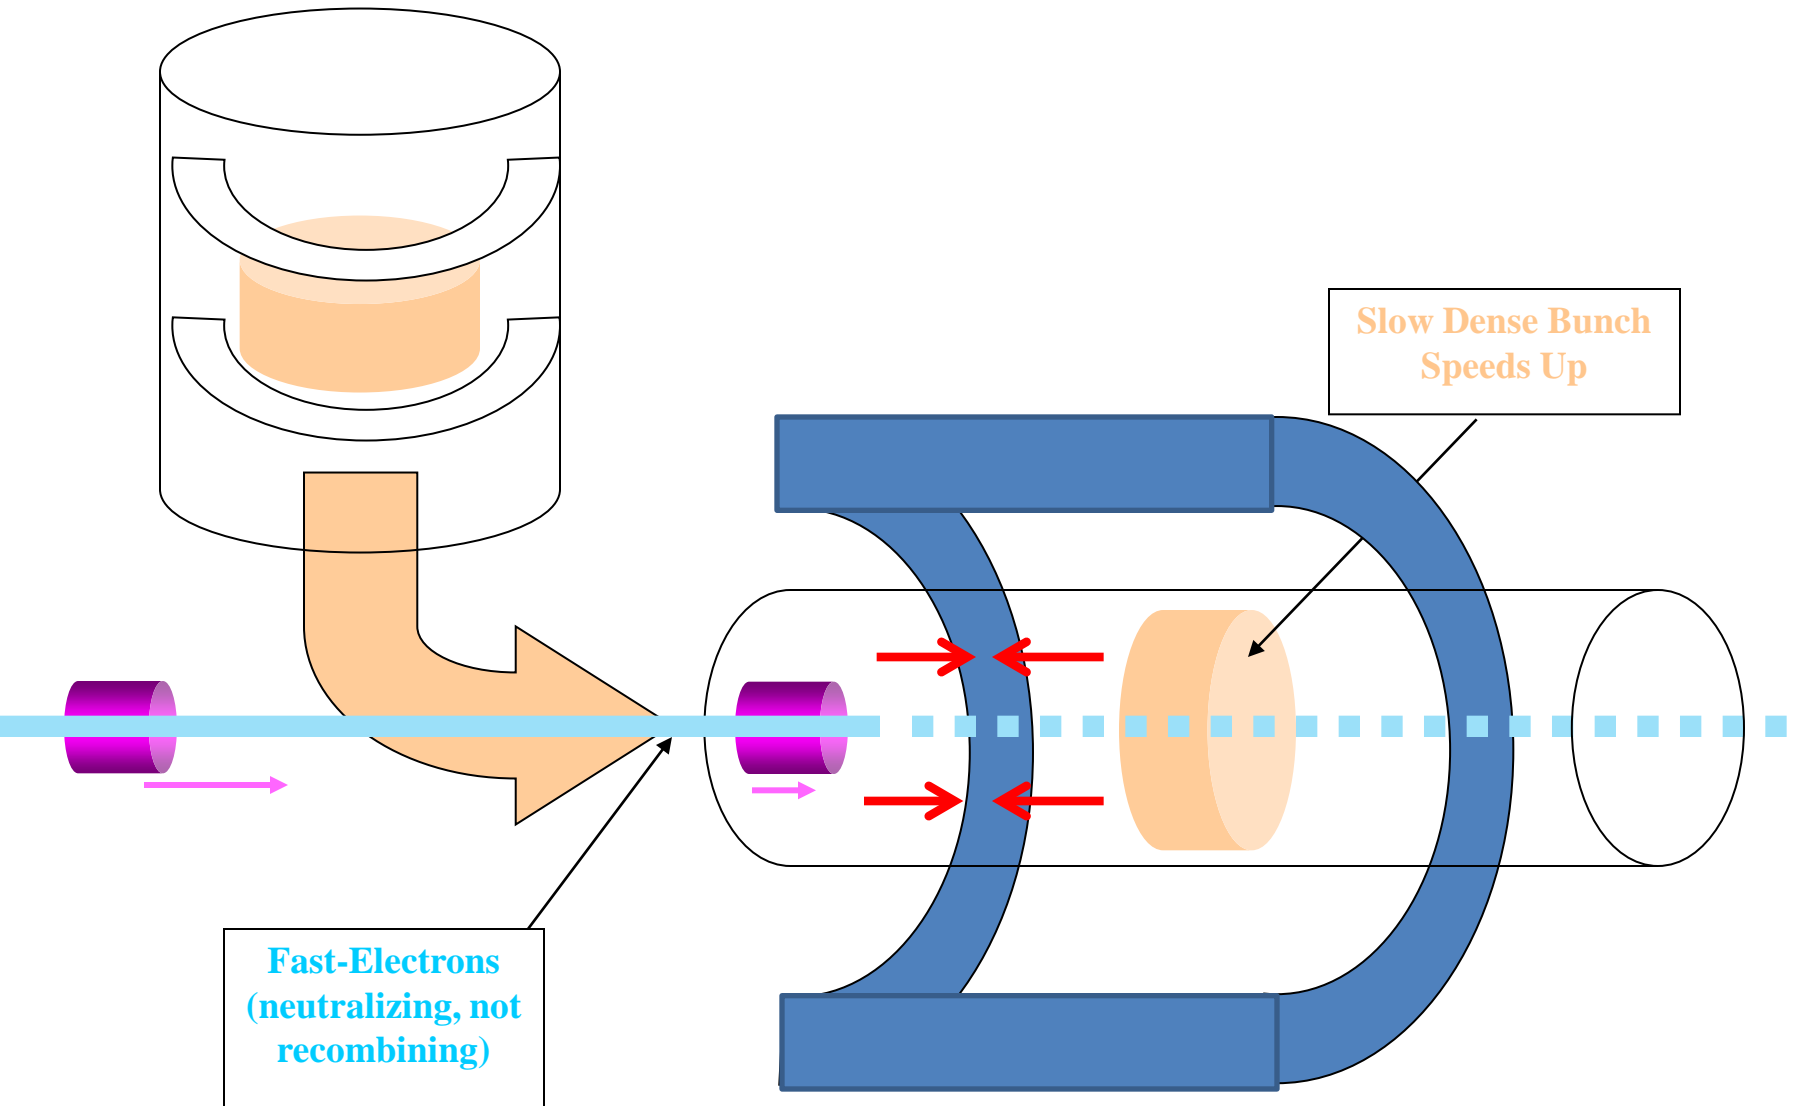 Slow Dense Bunch
Speeds Up
Fast-Electrons
(neutralizing, not
recombining)